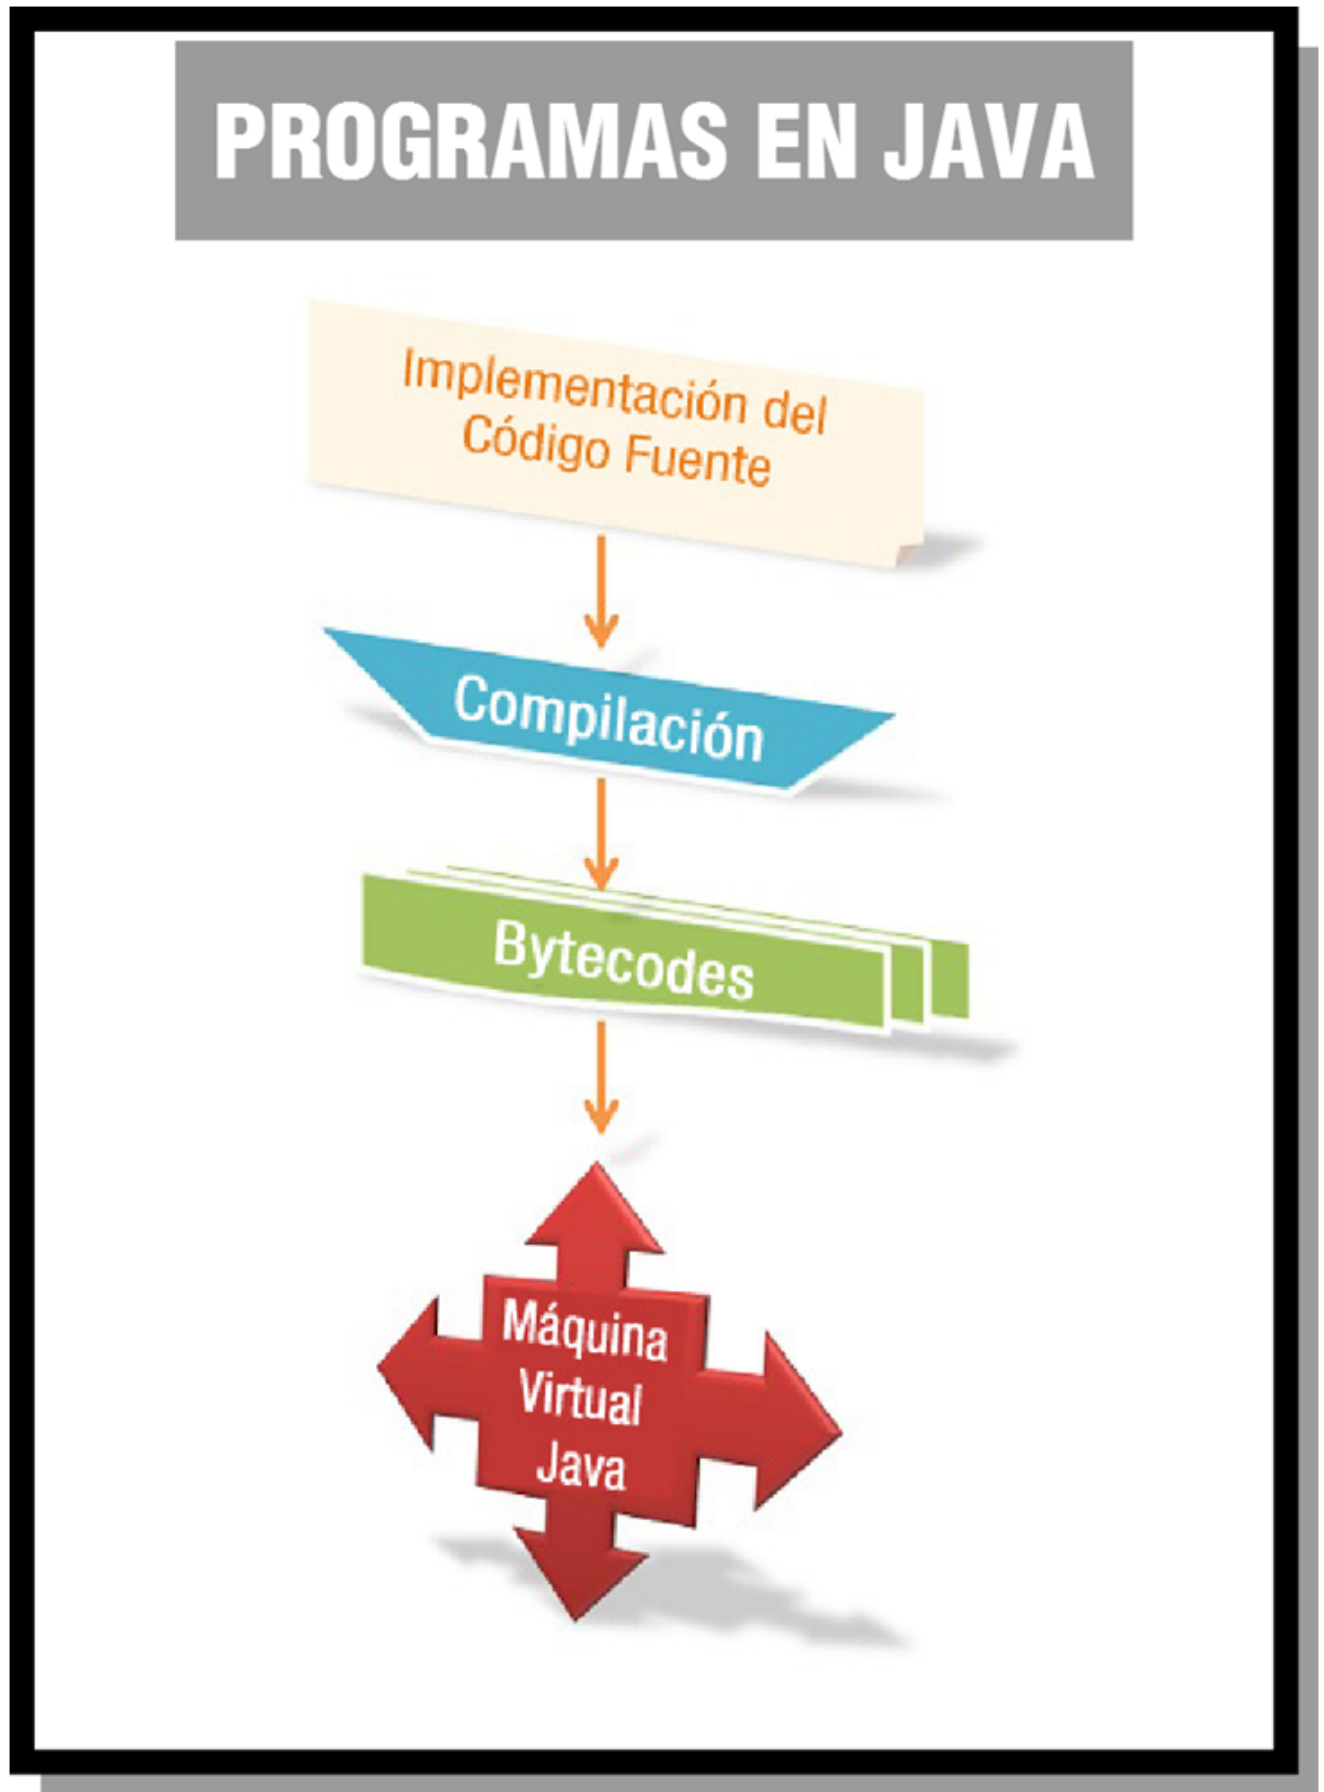 PROGRAMAS EN JAVA
Implementación del
Código Fuente
Compilación
Bytecodes
Máquina
Virtual
Java